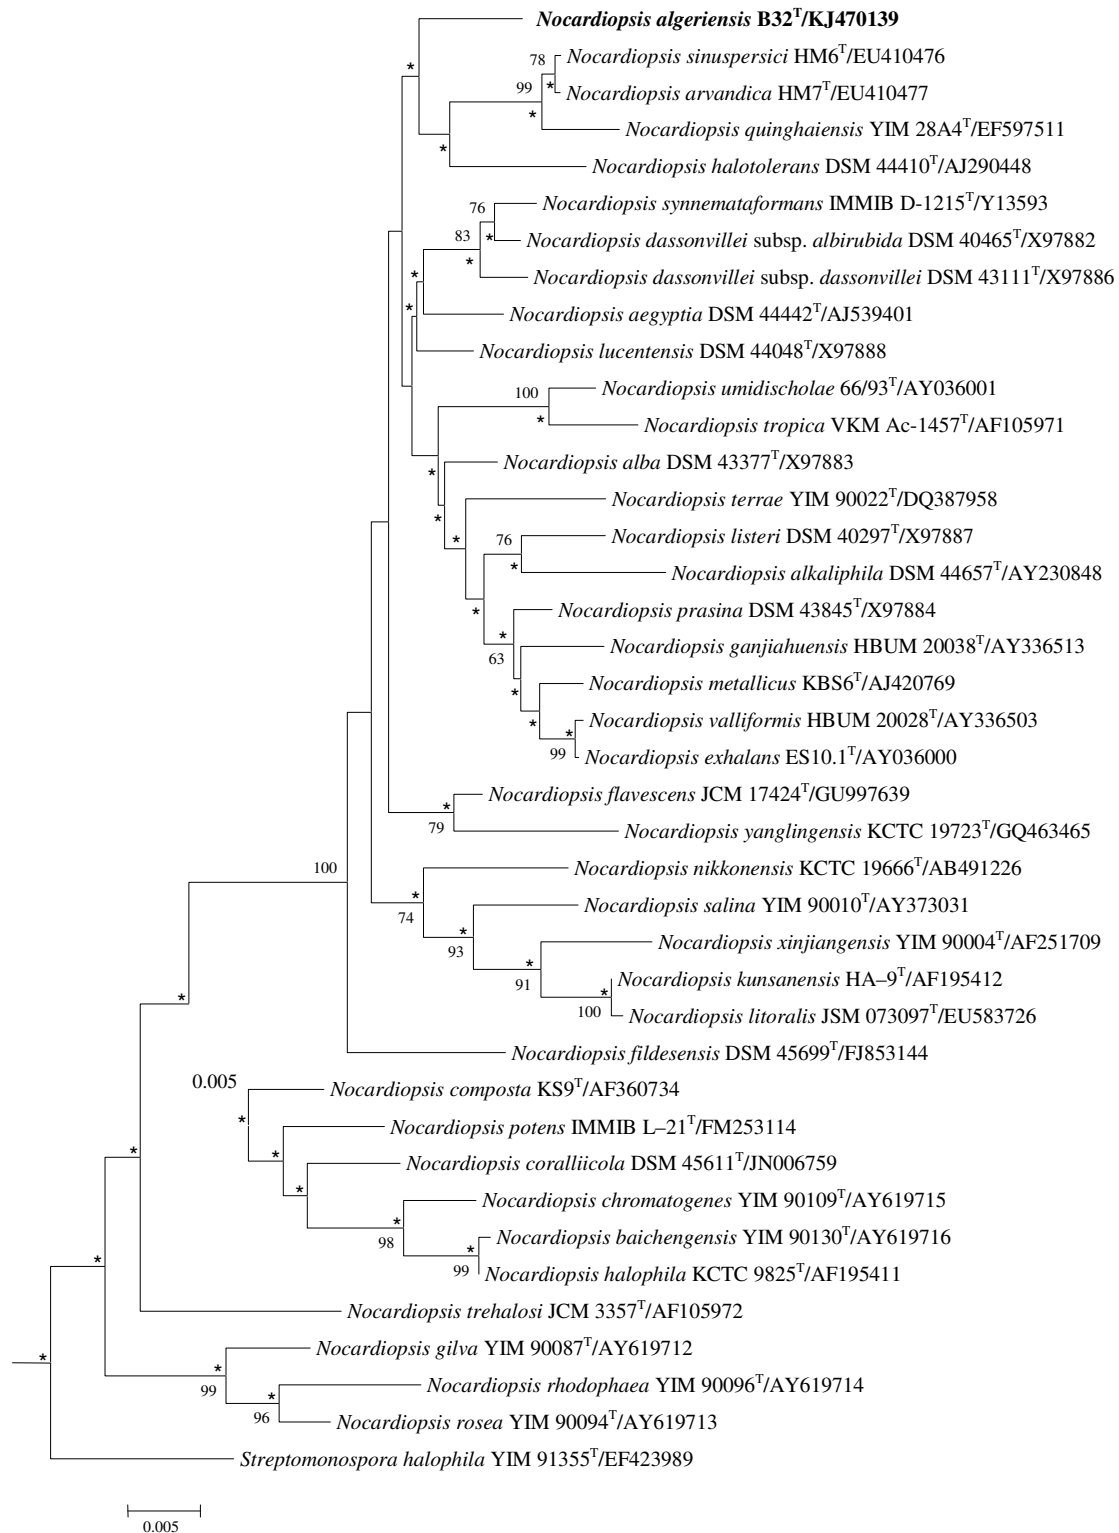 Nocardiopsis algeriensis B32T/KJ470139
78
Nocardiopsis sinuspersici HM6T/EU410476
99
Nocardiopsis arvandica HM7T/EU410477
Nocardiopsis quinghaiensis YIM 28A4T/EF597511
Nocardiopsis halotolerans DSM 44410T/AJ290448
76
Nocardiopsis synnemataformans IMMIB D-1215T/Y13593
83
Nocardiopsis dassonvillei subsp. albirubida DSM 40465T/X97882
Nocardiopsis dassonvillei subsp. dassonvillei DSM 43111T/X97886
Nocardiopsis aegyptia DSM 44442T/AJ539401
Nocardiopsis lucentensis DSM 44048T/X97888
100
Nocardiopsis umidischolae 66/93T/AY036001
Nocardiopsis tropica VKM Ac-1457T/AF105971
Nocardiopsis alba DSM 43377T/X97883
Nocardiopsis terrae YIM 90022T/DQ387958
76
Nocardiopsis listeri DSM 40297T/X97887
Nocardiopsis alkaliphila DSM 44657T/AY230848
Nocardiopsis prasina DSM 43845T/X97884
63
Nocardiopsis ganjiahuensis HBUM 20038T/AY336513
Nocardiopsis metallicus KBS6T/AJ420769
Nocardiopsis valliformis HBUM 20028T/AY336503
99
Nocardiopsis exhalans ES10.1T/AY036000
Nocardiopsis flavescens JCM 17424T/GU997639
79
Nocardiopsis yanglingensis KCTC 19723T/GQ463465
100
Nocardiopsis nikkonensis KCTC 19666T/AB491226
74
Nocardiopsis salina YIM 90010T/AY373031
93
Nocardiopsis xinjiangensis YIM 90004T/AF251709
91
Nocardiopsis kunsanensis HA–9T/AF195412
100
Nocardiopsis litoralis JSM 073097T/EU583726
Nocardiopsis fildesensis DSM 45699T/FJ853144
0.005
Nocardiopsis composta KS9T/AF360734
Nocardiopsis potens IMMIB L–21T/FM253114
Nocardiopsis coralliicola DSM 45611T/JN006759
Nocardiopsis chromatogenes YIM 90109T/AY619715
98
Nocardiopsis baichengensis YIM 90130T/AY619716
99
Nocardiopsis halophila KCTC 9825T/AF195411
Nocardiopsis trehalosi JCM 3357T/AF105972
Nocardiopsis gilva YIM 90087T/AY619712
99
Nocardiopsis rhodophaea YIM 90096T/AY619714
96
Nocardiopsis rosea YIM 90094T/AY619713
Streptomonospora halophila YIM 91355T/EF423989
0.005